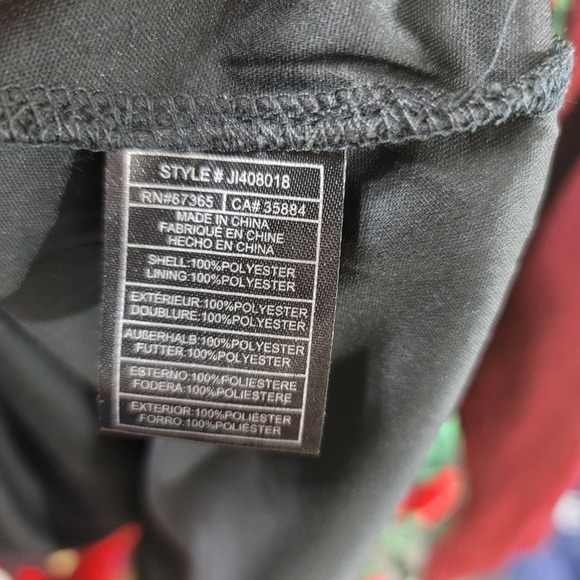 STYLE # JI408018
RN#67365 CA# 35884
MADE IN CHINA
FABRIQUÉ EN CHINE
HECHO EN CHINA
SHELL:100%POLYESTER
LINING:100%POLYESTER
EXTÉRIEUR:100%POLYESTER
DOUBLURE:100%POLYESTER
AUẞERHALB:100%POLYESTER
FUTTER:100%POLYESTER
ESTERNO:100%POLIESTERE
FODERA:100%POLIESTERE
EXTERIOR:100%POLIÉSTER
FORRO:100%POLIÉSTER